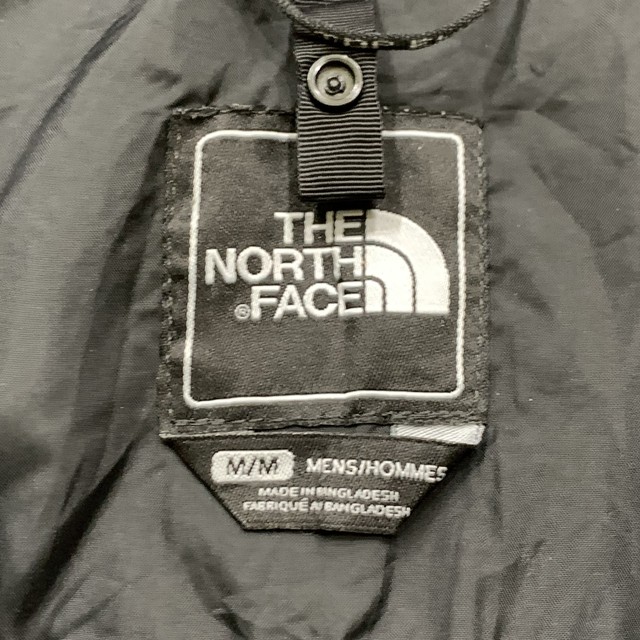 THE
NORTH
®FACE
M/M MENS/HOMMES
MADE IN BANGLADESH
FABRIQUÉ AU BANGLADESH